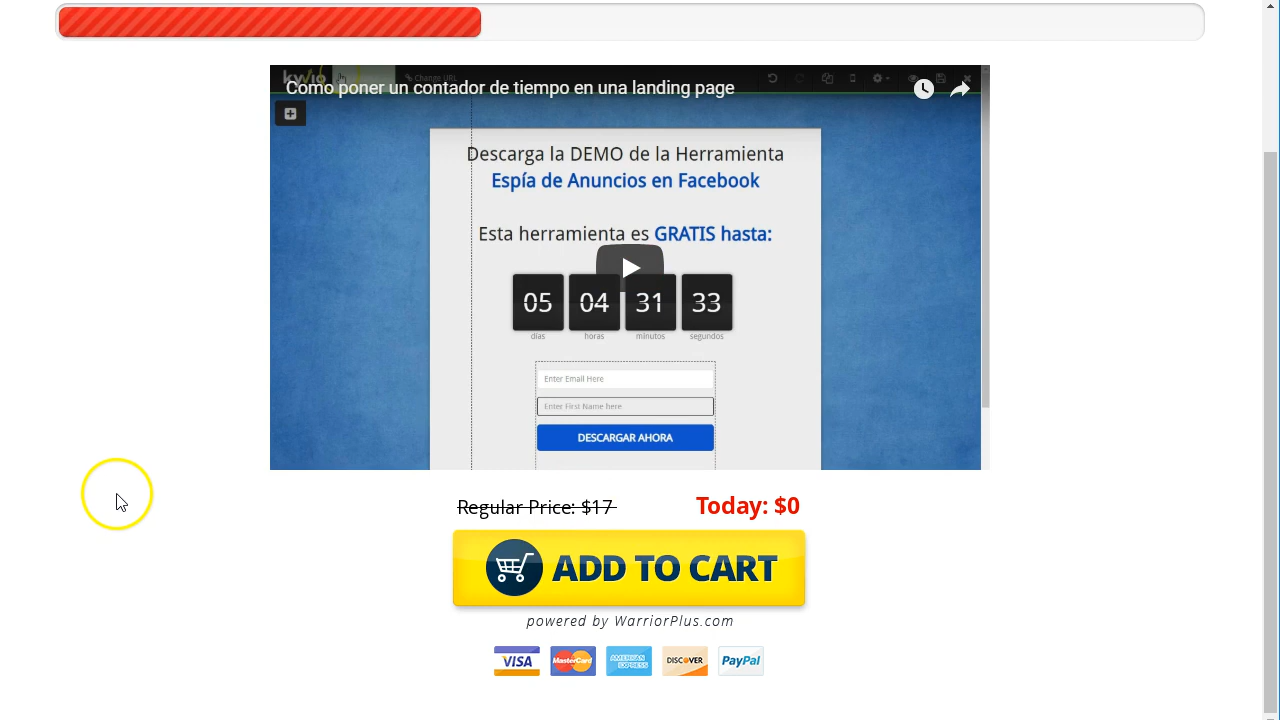 kyvio
Change URL
Como poner un contador de tiempo en una landing page
Descarga la DEMO de la Herramienta
Espía de Anuncios en Facebook
Esta herramienta es GRATIS hasta:
05 04 31 33
días horas minutos segundos
Enter Email Here
Enter First Name here
DESCARGAR AHORA
Regular Price: $17 Today: $0
ADD TO CART
powered by WarriorPlus.com
VISA MasterCard AMERICAN EXPRESS DISCOVER PayPal